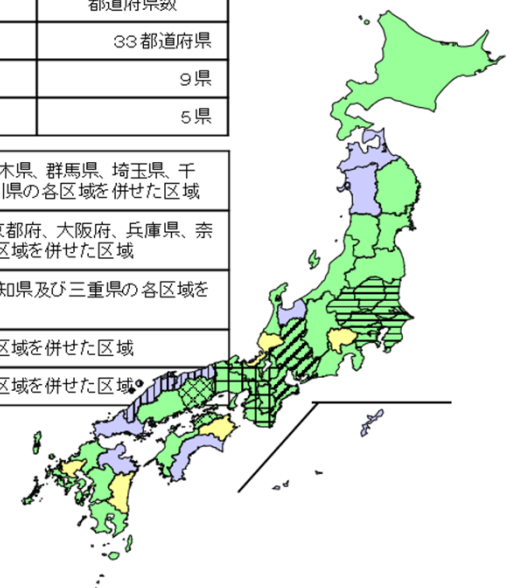 都道府県数
33都道府県
9県
5県
木県、群馬県、埼玉県、千
川県の各区域を併せた区域
京都府、大阪府、兵庫県、奈
区域を併せた区域
知県及び三重県の各区域を
区域を併せた区域
区域を併せた区域